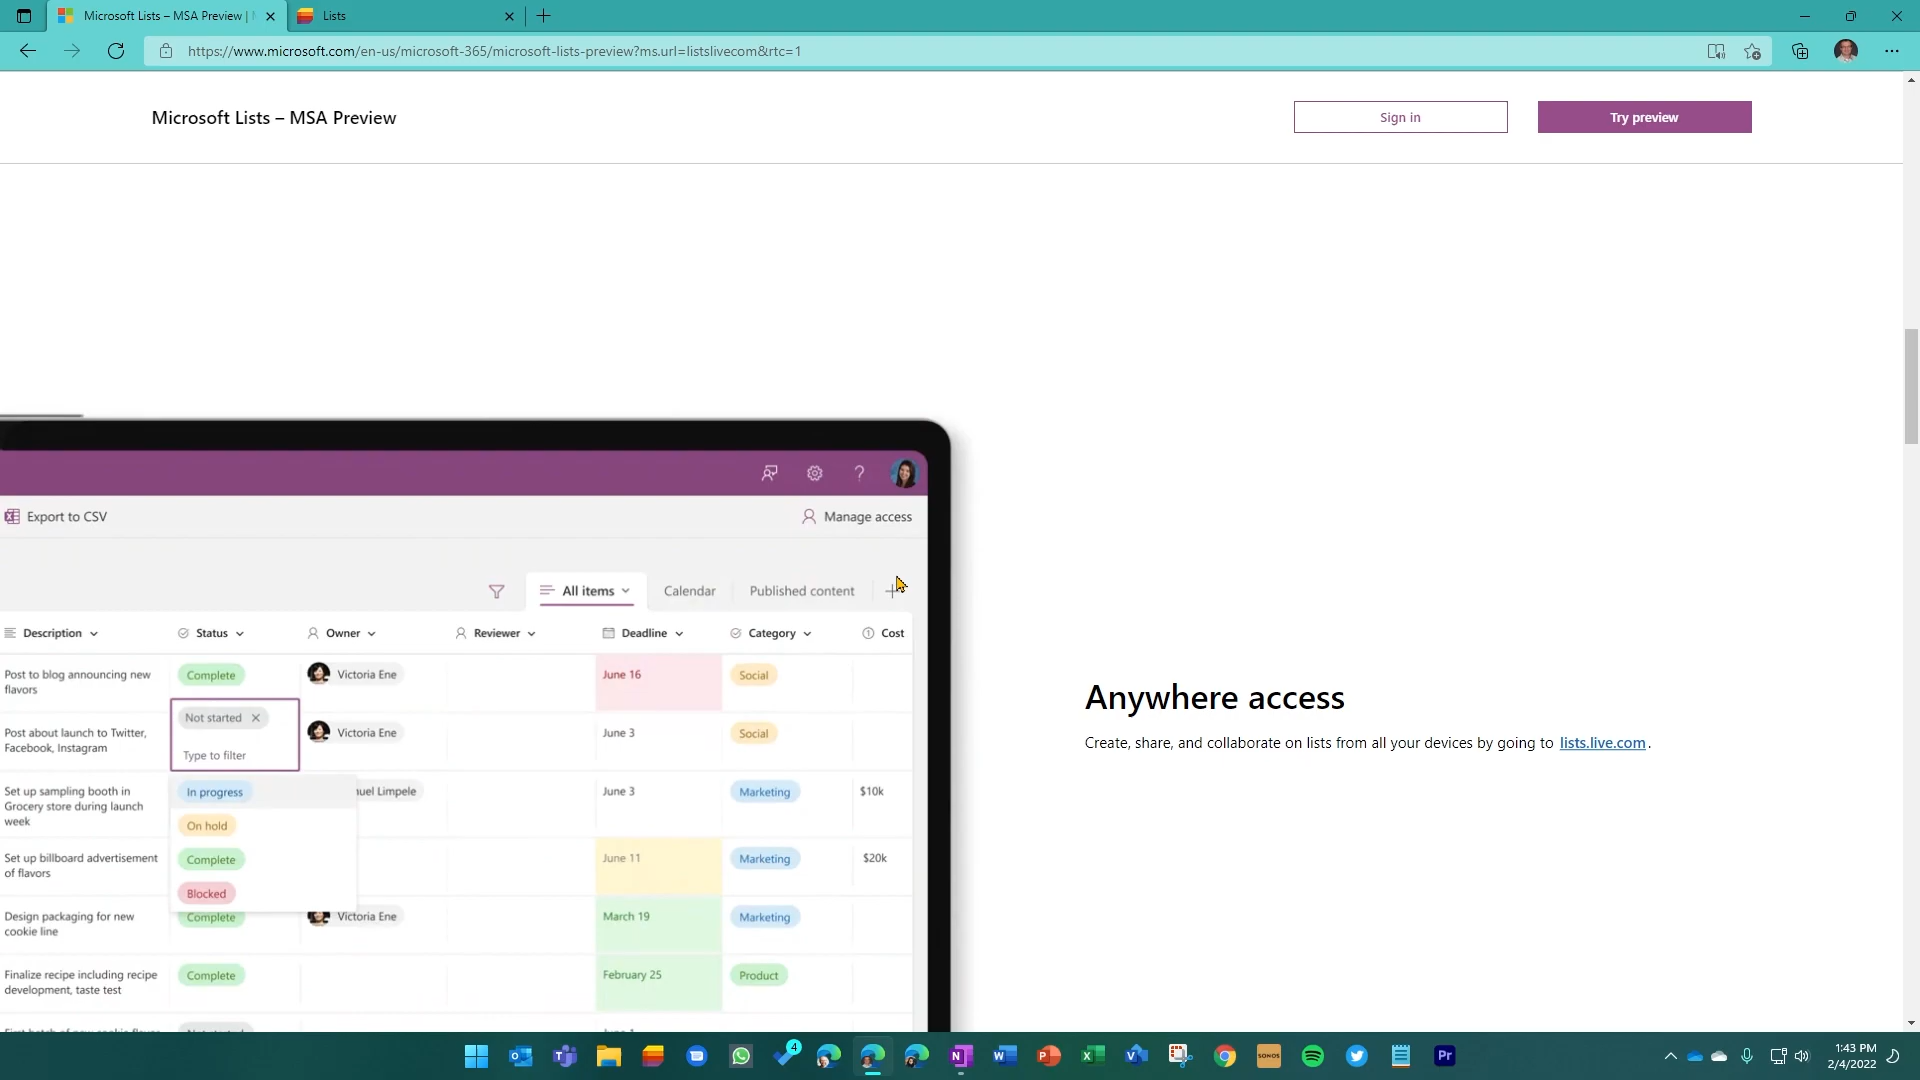 Microsoft Lists – MSA Preview |
Lists
https://www.microsoft.com/en-us/microsoft-365/microsoft-lists-preview?ms.url=listslivecom&rtc=1
Microsoft Lists – MSA Preview
Sign in
Try preview
Export to CSV
Manage access
All items
Calendar
Published content
Description
Status
Owner
Reviewer
Deadline
Category
Cost
Post to blog announcing new
flavors
Complete
Victoria Ene
June 16
Social
Post about launch to Twitter,
Facebook, Instagram
Not started
Type to filter
Victoria Ene
June 3
Social
Set up sampling booth in
Grocery store during launch
week
In progress
Limpele
June 3
Marketing
$10k
On hold
Set up billboard advertisement
of flavors
Complete
June 11
Marketing
$20k
Blocked
Design packaging for new
cookie line
Complete
Victoria Ene
March 19
Marketing
Finalize recipe including recipe
development, taste test
Complete
February 25
Product
Anywhere access
Create, share, and collaborate on lists from all your devices by going to lists.live.com.
4
SONOS
Pr
1:43 PM
2/4/2022